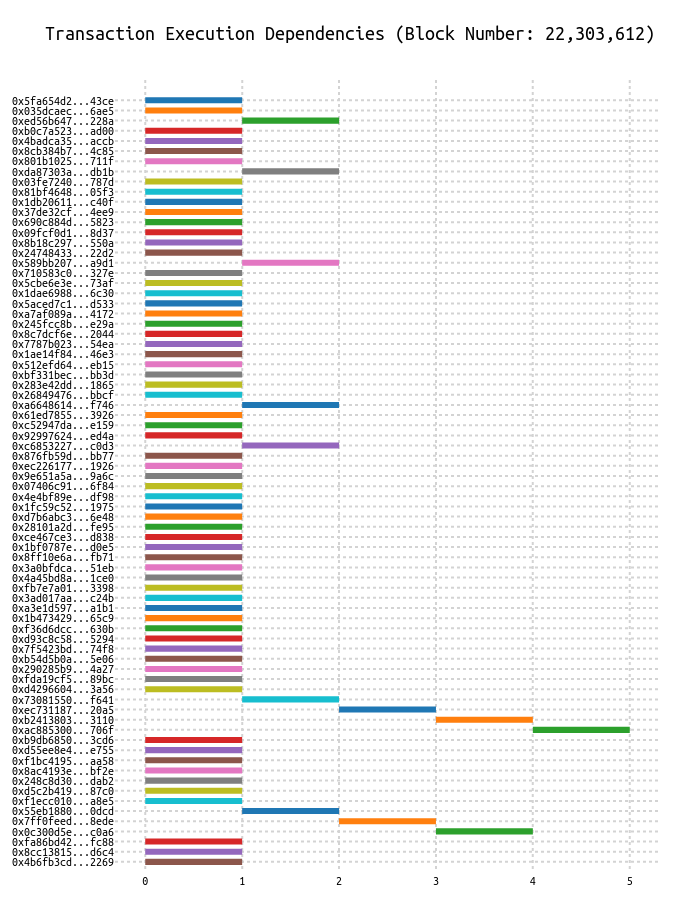 Transaction Execution Dependencies (Block Number: 22,303,612)
0x5fa654d2...43ce
0x035dcaec...6ae5
0xed56b647...228a
0xb0c7a523...ad00
0x4badca35...accb
0x8cb384b7...4c85
0x801b1025...711f
0xda87303a...db1b
0x03fe7240...787d
0x81bf4648...05f3
0x1db20611...c40f
0x37de32cf...4ee9
0x690c884d...5823
0x09fcf0d1...8d37
0x8b18c297...550a
0x24748433...22d2
0x589bb207...a9d1
0x710583c0...327e
0x5cbe6e3e...73af
0x1dae6988...6c30
0x5aced7c1...d533
0xa7af089a...4172
0x245fcc8b...e29a
0x8c7dcf6e...2044
0x7787b023...54ea
0x1ae14f84...46e3
0x512efd64...eb15
0xbf331bec...bb3d
0x283e42dd...1865
0x26849476...bbcf
0xa6648614...f746
0x61ed7855...3926
0xc52947da...e159
0x92997624...ed4a
0xc6853227...c0d3
0x876fb59d...bb77
0xec226177...1926
0x9e651a5a...9a6c
0x07406c91...6f84
0x4e4bf89e...df98
0x1fc59c52...1975
0xd7b6abc3...6e48
0x28101a2d...fe95
0xce467ce3...d838
0x1bf0787e...d0e5
0x8ff10e6a...fb71
0x3a0bfdca...51eb
0x4a45bd8a...1ce0
0xfb7e7a01...3398
0x3ad017aa...c24b
0xa3e1d597...a1b1
0x1b473429...65c9
0xf36d6dcc...630b
0xd93c8c58...5294
0x7f5423bd...74f8
0xb54d5b0a...5e06
0x290285b9...4a27
0xfda19cf5...89bc
0xd4296604...3a56
0x73081550...f641
0xec731187...20a5
0xb2413803...3110
0xac885300...706f
0xb9db6850...3cd6
0xd55ee8e4...e755
0xf1bc4195...aa58
0x8ac4193e...bf2e
0x248c8d30...dab2
0xd5c2b419...87c0
0xf1ecc010...a8e5
0x55eb1880...0dcd
0x7ff0feed...8ede
0x0c300d5e...c0a6
0xfa86bd42...fc88
0x8cc13815...d6c4
0x4b6fb3cd...2269
0 1 2 3 4 5